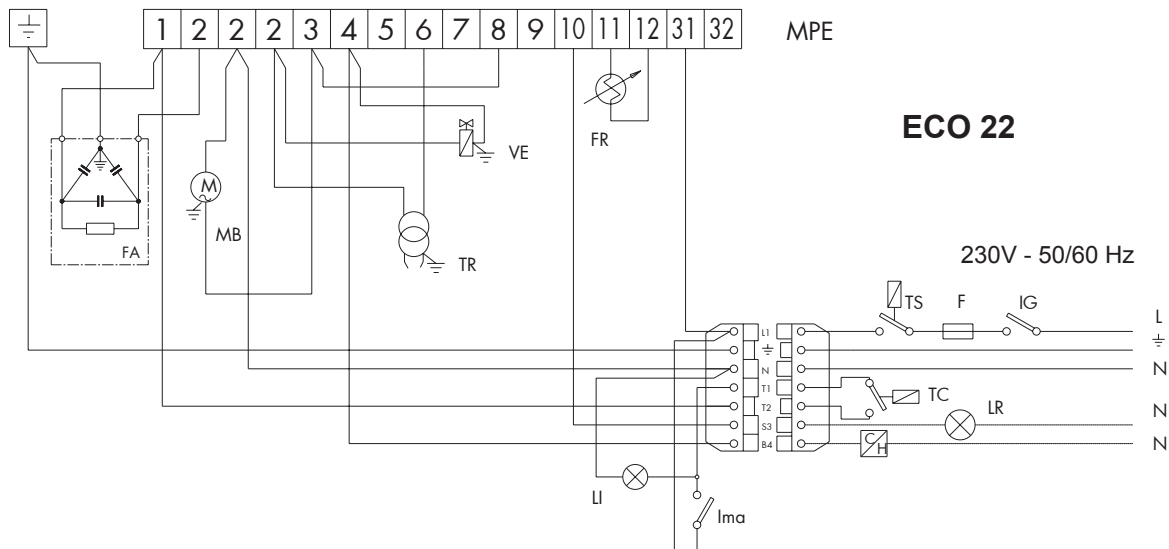 1 2 2 2 3 4 5 6 7 8 9 10 11 12 31 32 MPE
ECO 22
FR
VE
M
MB
FA
TR
230V - 50/60 Hz
TS F IG
L1 L
N N
T1
TC
T2 LR N
S3
B4 C/H N
LI
Ima